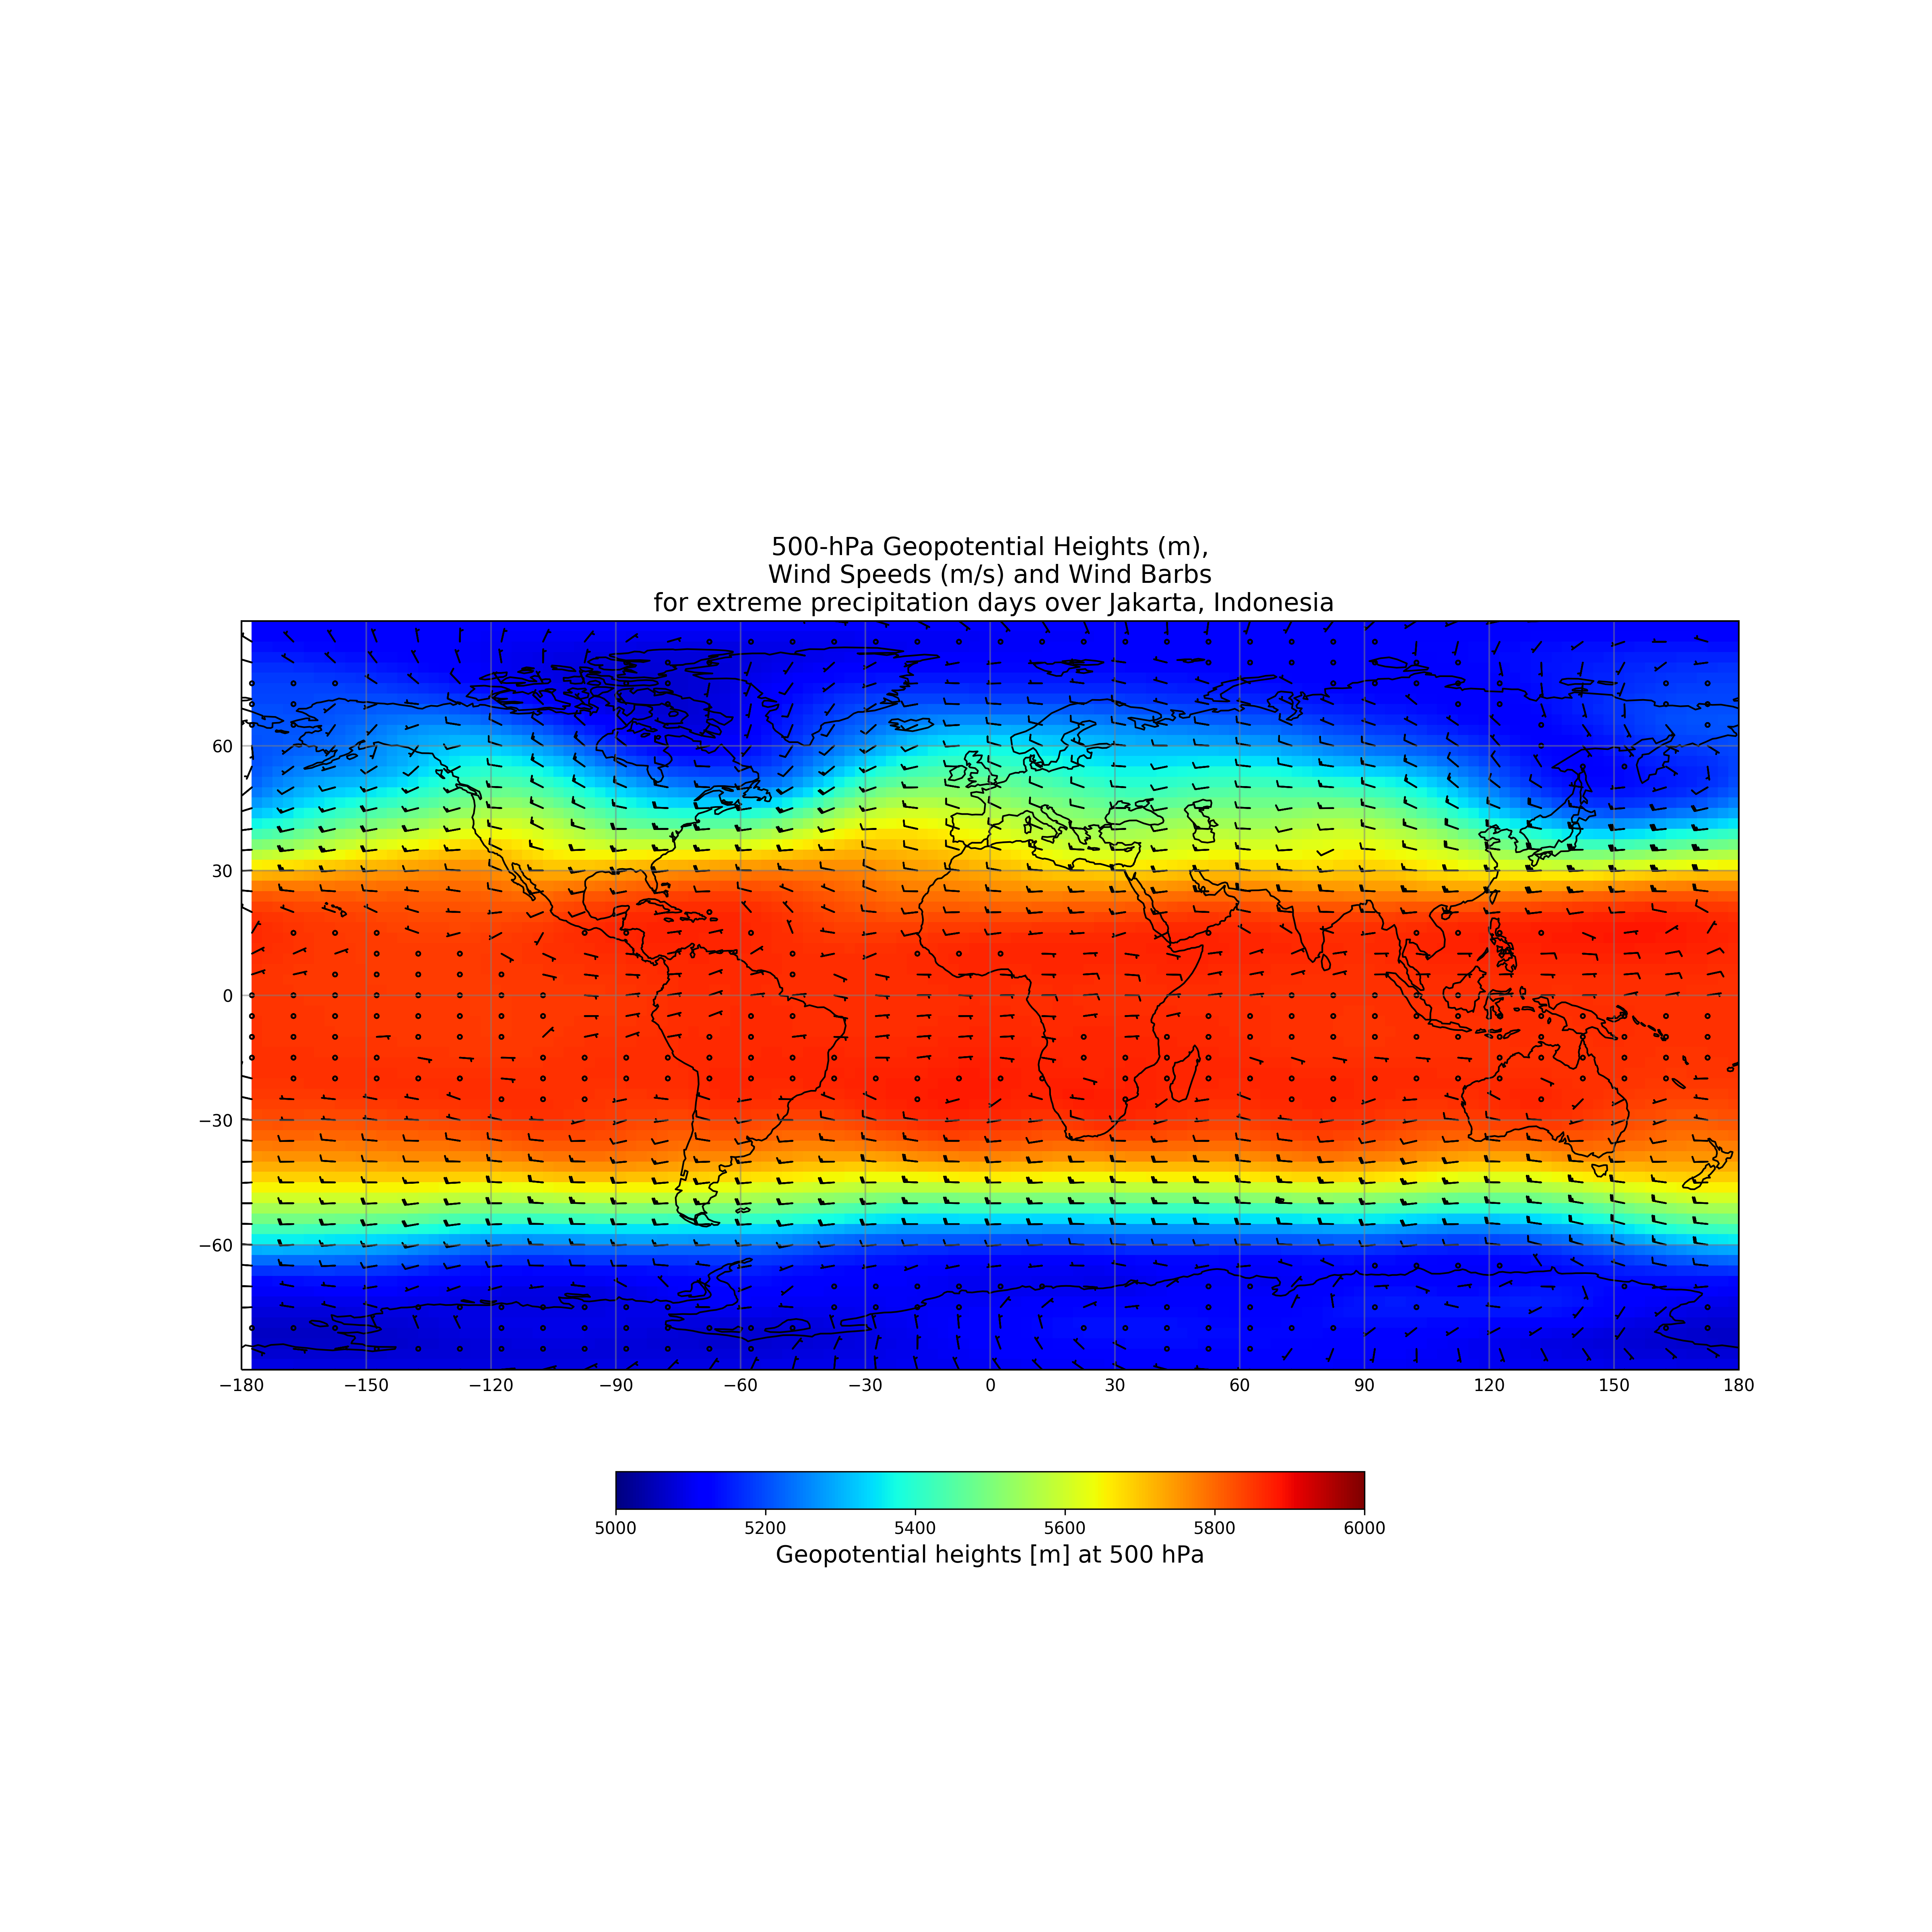 500-hPa Geopotential Heights (m),
Wind Speeds (m/s) and Wind Barbs
for extreme precipitation days over Jakarta, Indonesia
60
30
0
−30
−60
−180 −150 −120 −90 −60 −30 0 30 60 90 120 150 180
5000 5200 5400 5600 5800 6000
Geopotential heights [m] at 500 hPa